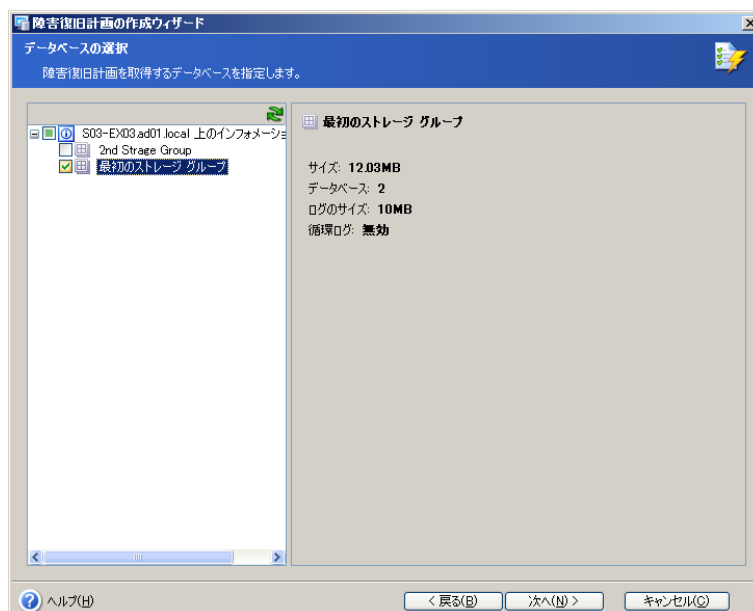 障害復旧計画の作成ウィザード
データベースの選択
障害復旧計画を取得するデータベースを指定します。
S03-EX03.ad01.local 上のインフォメーショ
2nd Strage Group
最初のストレージ グループ
最初のストレージ グループ
サイズ: 12.03MB
データベース: 2
ログのサイズ: 10MB
循環ログ: 無効
ヘルプ(H)
< 戻る(B)
次へ(N) >
キャンセル(C)